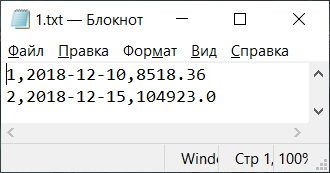 1.txt — Блокнот
Файл Правка Формат Вид Справка
1,2018-12-10,8518.36
2,2018-12-15,104923.0
Windo Стр 1, 100%